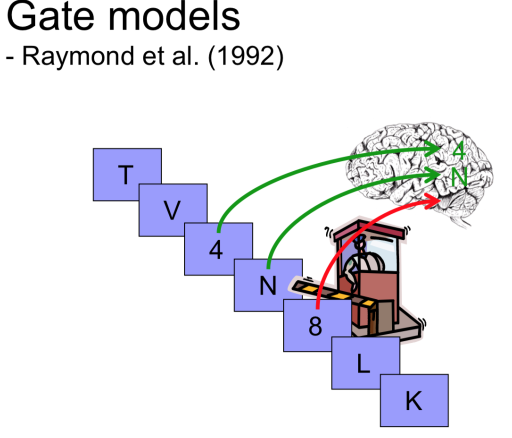 Gate models
- Raymond et al. (1992)
T
V
4
N
8
L
K
4
N